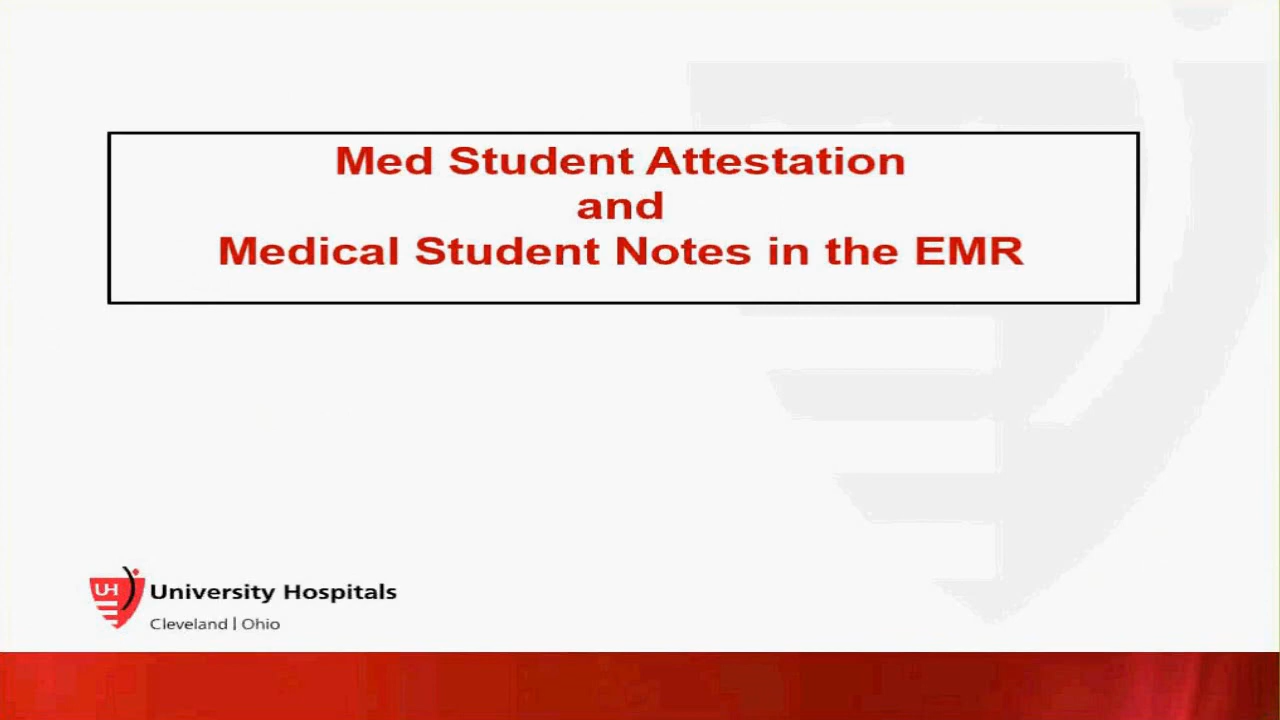 Med Student Attestation
and
Medical Student Notes in the EMR
UH
University Hospitals
Cleveland | Ohio